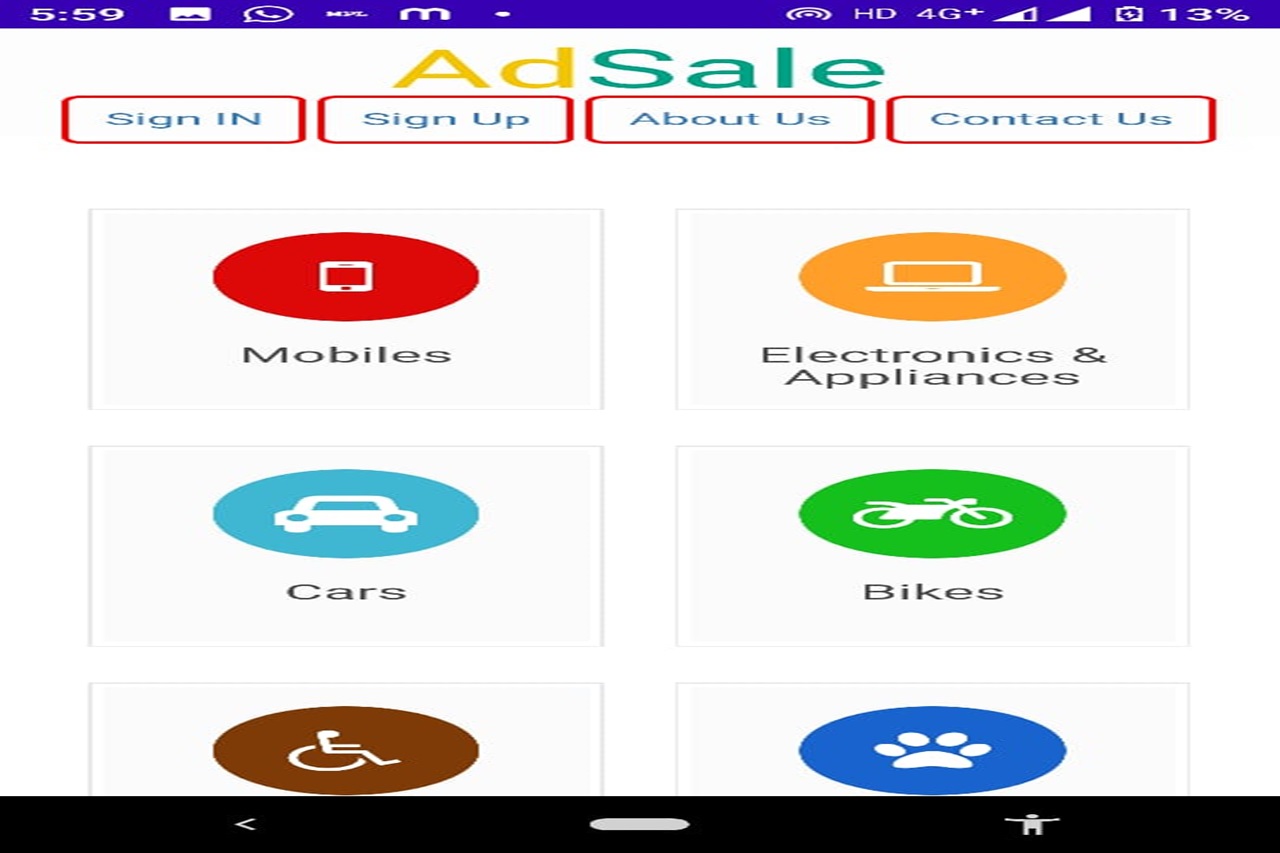 5:59 HD 4G+ 13%
AdSale
Sign IN Sign Up About Us Contact Us
Mobiles
Electronics &
Appliances
Cars
Bikes